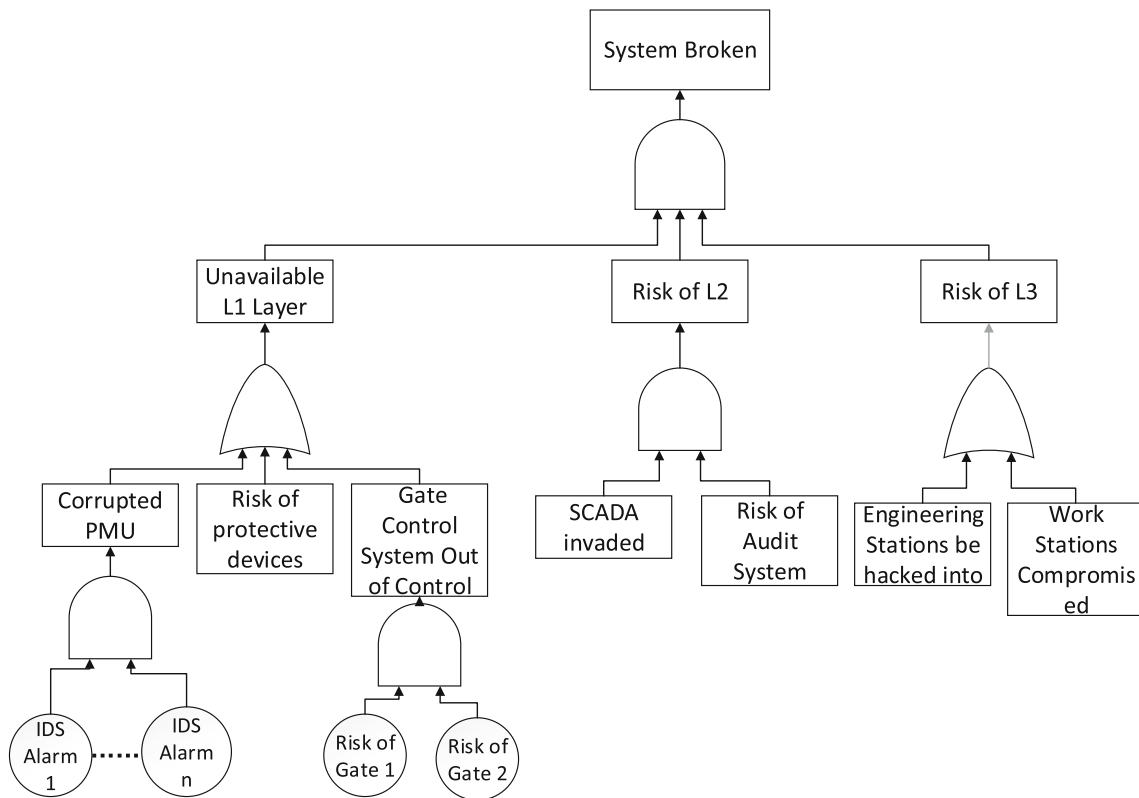 System Broken
Unavailable
L1 Layer
Risk of L2
Risk of L3
Corrupted
PMU
Risk of
protective
devices
Gate
Control
System Out
of Control
SCADA
invaded
Risk of
Audit
System
Engineering
Stations be
hacked into
Work
Stations
Compromis
ed
IDS
Alarm
1
IDS
Alarm
n
Risk of
Gate 1
Risk of
Gate 2